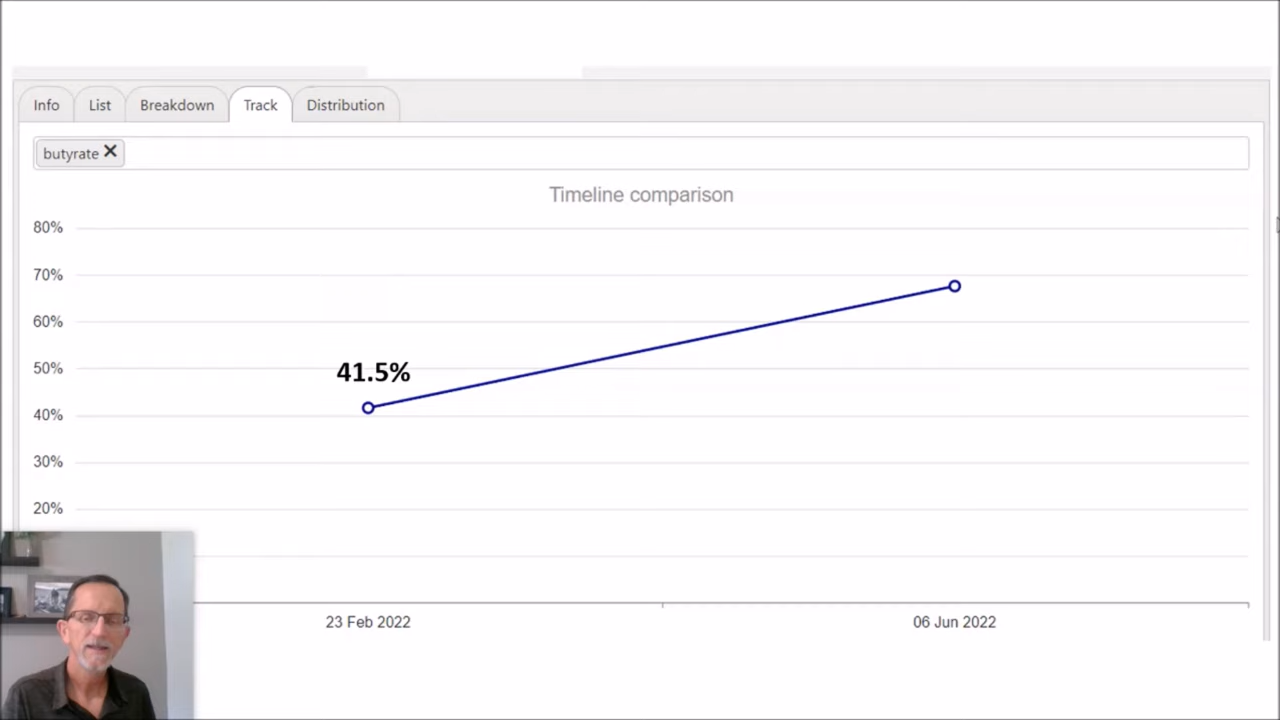 Info List Breakdown Track Distribution
butyrate ✕
Timeline comparison
80%
70%
60%
50%
41.5%
40%
30%
20%
23 Feb 2022 06 Jun 2022